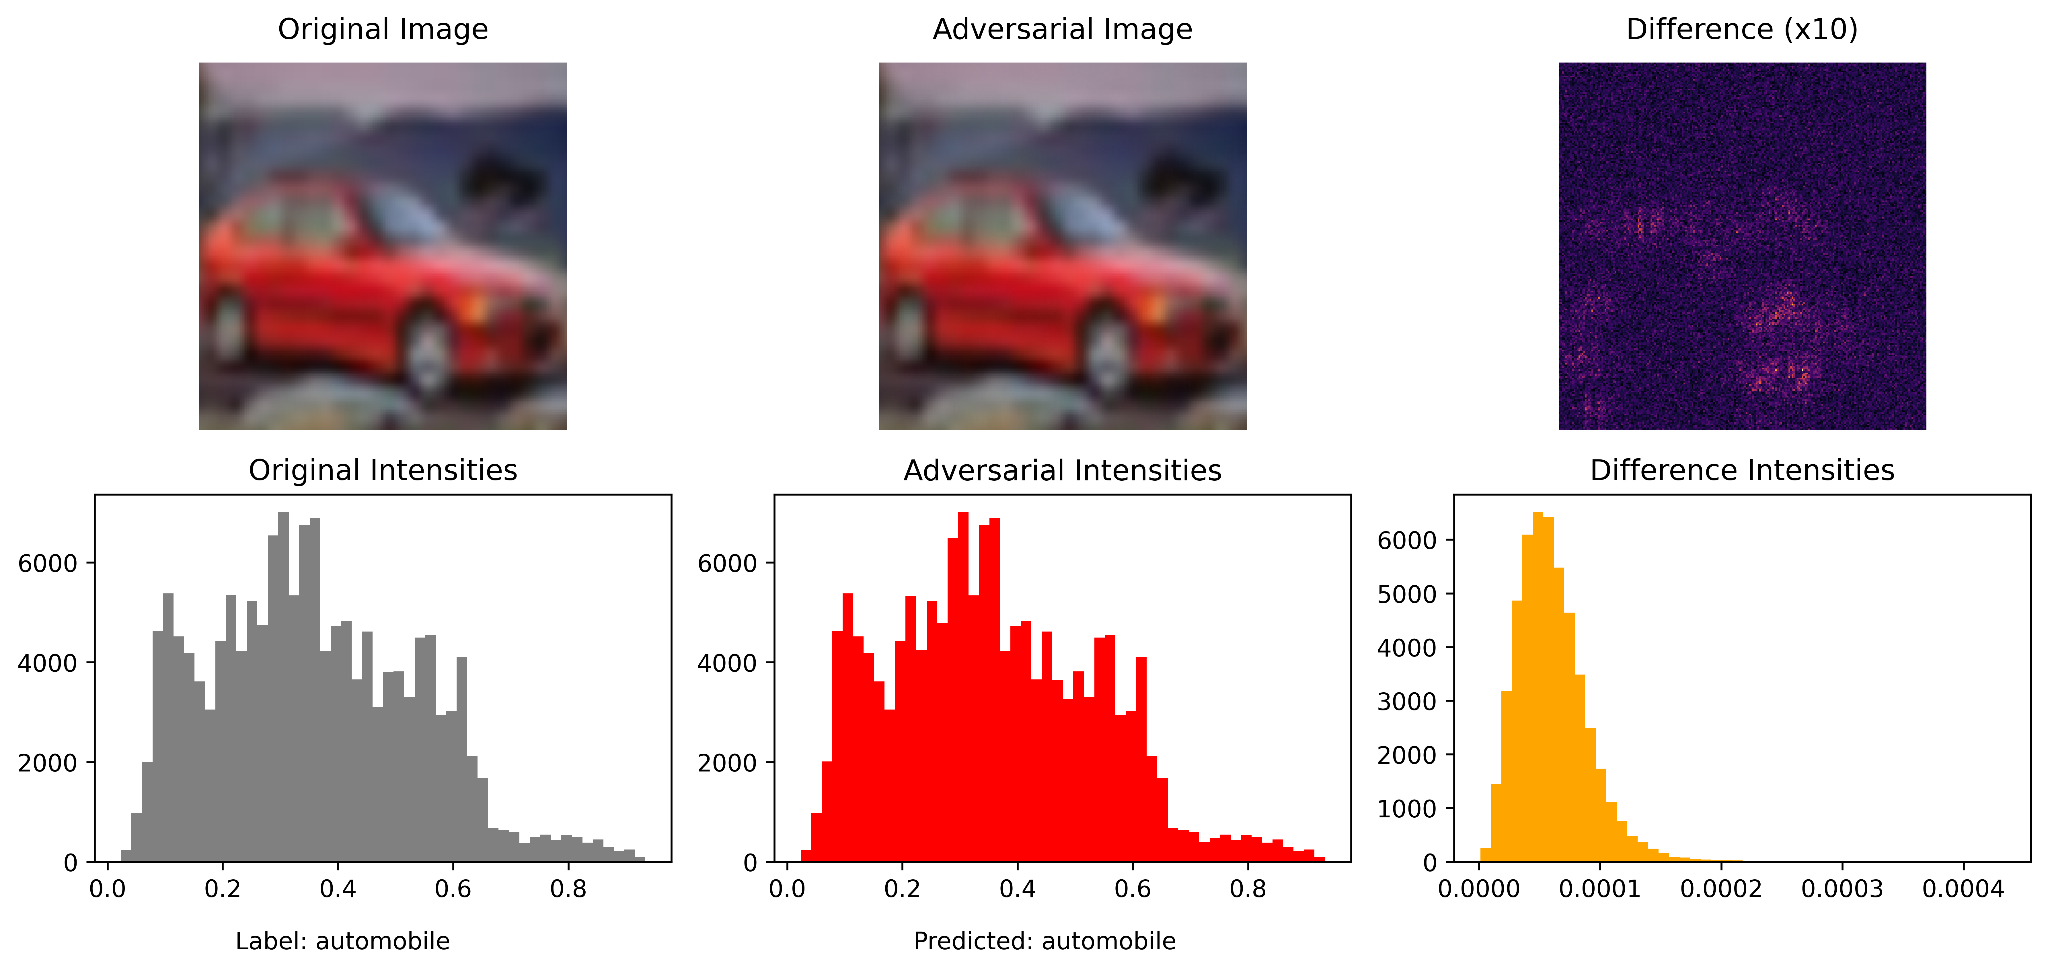 Original Image
Adversarial Image
Difference (x10)
Original Intensities
Adversarial Intensities
Difference Intensities
6000
4000
2000
0
0.0 0.2 0.4 0.6 0.8
6000
4000
2000
0
0.0 0.2 0.4 0.6 0.8
6000
5000
4000
3000
2000
1000
0
0.0000 0.0001 0.0002 0.0003 0.0004
Label: automobile
Predicted: automobile